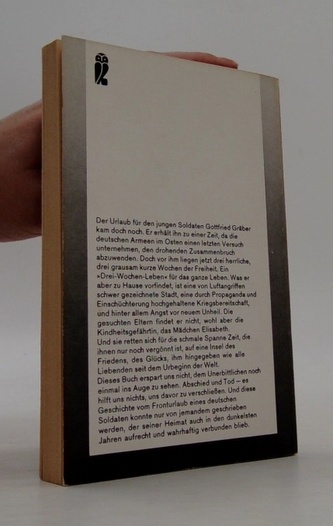 Der Urlaub für den jungen Soldaten Gottfried Gräber
kam doch noch. Er erhält ihn zu einer Zeit, da die
deutschen Armeen im Osten einen letzten Versuch
unternehmen, den drohenden Zusammenbruch
abzuwenden. Doch vor ihm liegen jetzt drei herrliche,
drei grausam kurze Wochen der Freiheit. Ein
»Drei-Wochen-Leben« für das ganze Leben. Was er
aber zu Hause vorfindet, ist eine von Luftangriffen
schwer gezeichnete Stadt, eine durch Propaganda und
Einschüchterung hochgehaltene Kriegsbereitschaft,
und hinter allem Angst vor neuem Unheil. Die
gesuchten Eltern findet er nicht, wohl aber die
Kindheitsgefährtin, das Mädchen Elisabeth.
Und sie retten sich für die schmale Spanne Zeit, die
ihnen nur noch vergönnt ist, auf eine Insel des
Friedens, des Glücks, ihm hingegeben wie alle
Liebenden seit dem Urbeginn der Welt.
Dieses Buch erspart uns nicht, dem Unerbittlichen noch
einmal ins Auge zu sehen. Abschied und Tod – es
hilft uns nichts, uns davor zu verschließen. Und diese
Geschichte vom Fronturlaub eines deutschen
Soldaten konnte nur von jemandem geschrieben
werden, der seiner Heimat auch in den dunkelsten
Jahren aufrecht und wahrhaftig verbunden blieb.